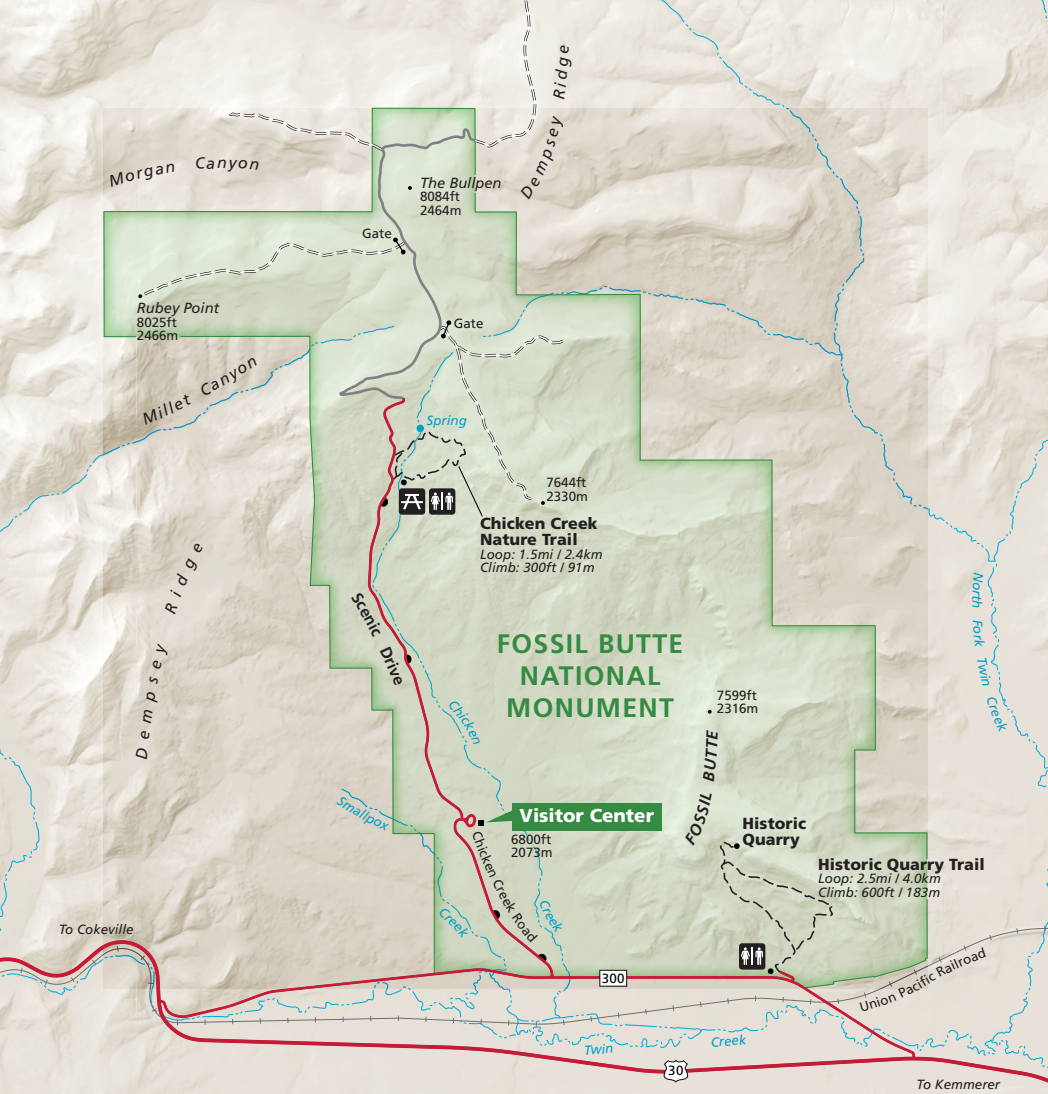 Dempsey Ridge
Morgan Canyon
The Bullpen
8084ft
2464m
Gate
Rubey Point
8025ft
2466m
Gate
Millet Canyon
Spring
7644ft
2330m
Chicken Creek
Nature Trail
Loop: 1.5mi / 2.4km
Climb: 300ft / 91m
Dempsey Ridge
Scenic Drive
North Fork Twin Creek
FOSSIL BUTTE
NATIONAL
MONUMENT
7599ft
2316m
Chicken
FOSSIL BUTTE
Smallpox
Visitor Center
6800ft
2073m
Historic
Quarry
Chicken Creek Road
Historic Quarry Trail
Loop: 2.5mi / 4.0km
Climb: 600ft / 183m
Creek
Creek
To Cokeville
300
Union Pacific Railroad
Twin Creek
30
To Kemmerer